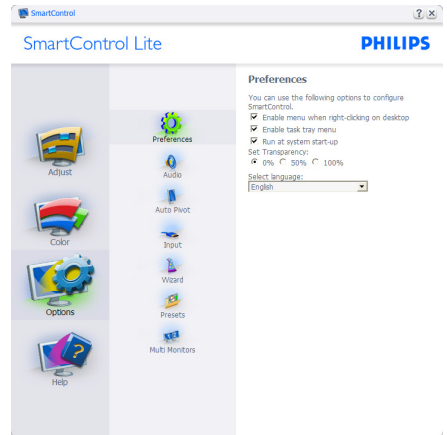 SmartControl
SmartControl Lite
PHILIPS
Adjust
Color
Options
Help
Preferences
Audio
Auto Pivot
Input
Wizard
Presets
Multi Monitors
Preferences
You can use the following options to configure
SmartControl.
Enable menu when right-clicking on desktop
Enable task tray menu
Run at system start-up
Set Transparency:
0% 50% 100%
Select language:
English